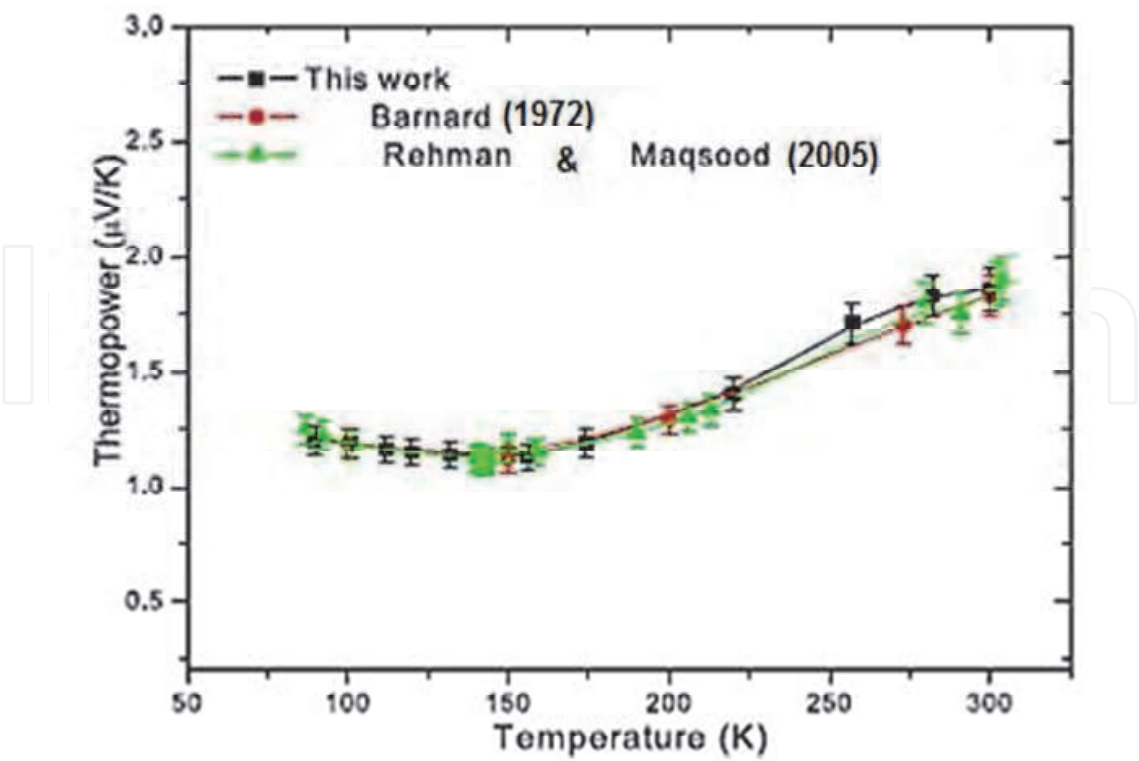 3.0
This work
Barnard (1972)
2.5
Rehman & Maqsood (2005)
Thermopower (μV/K)
2.0
1.5
1.0
0.5
50 100 150 200 250 300
Temperature (K)